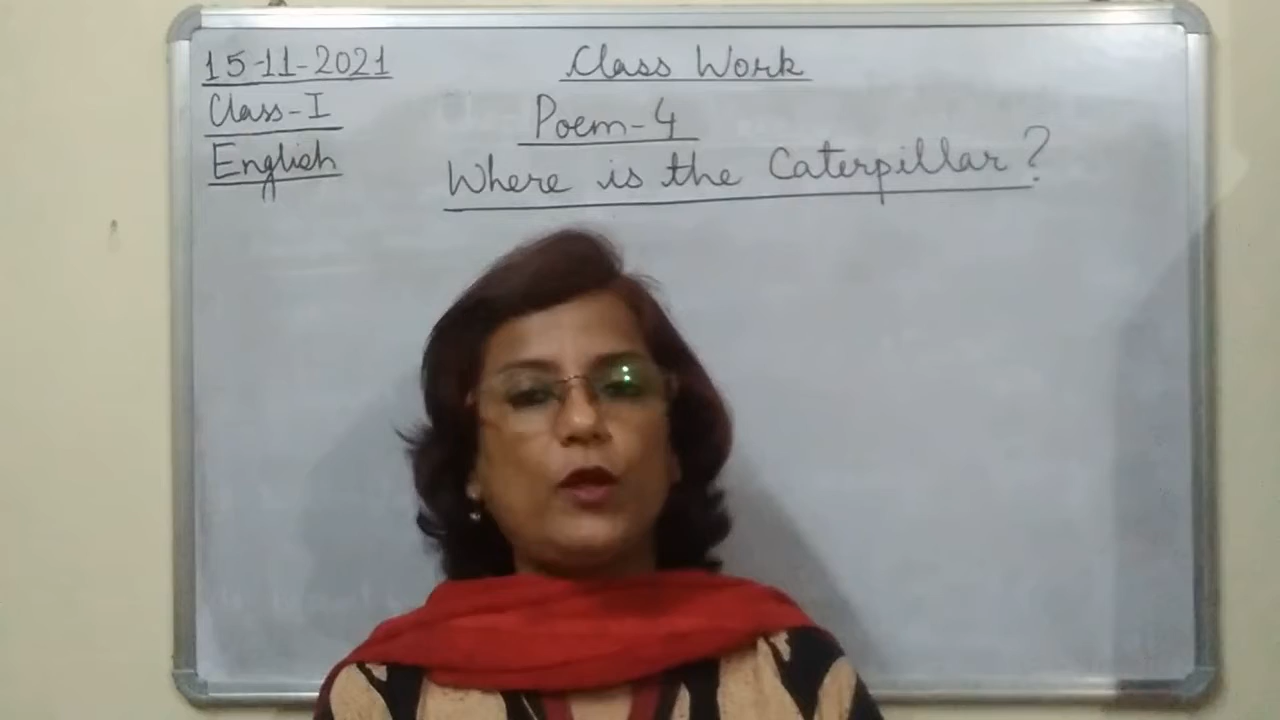 15-11-2021
Class Work
Class-I
Poem-4
English
Where is the Caterpillar?